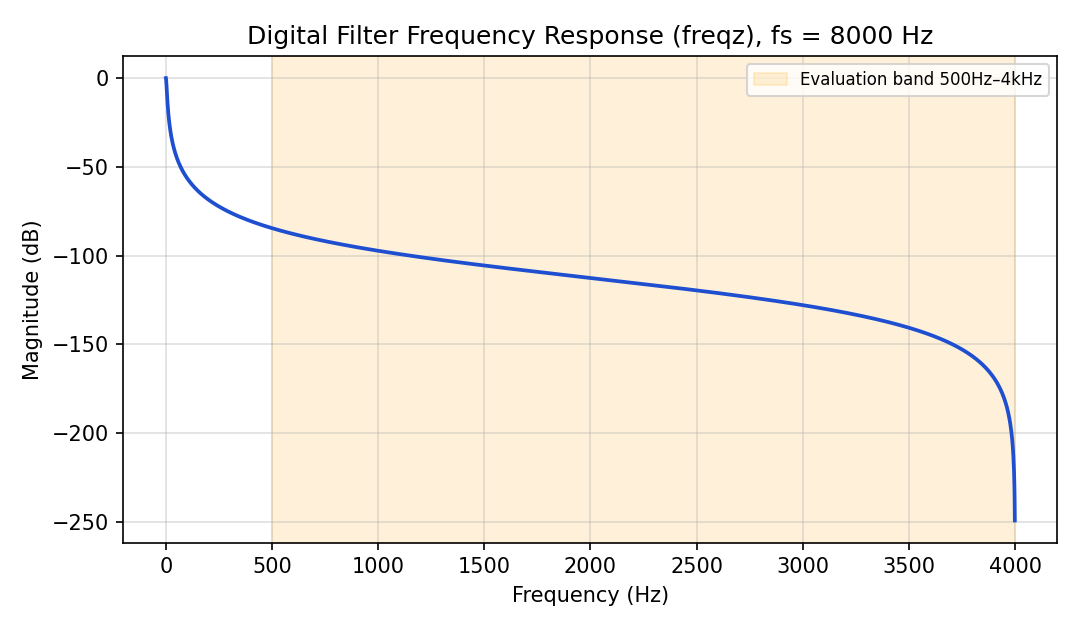 Digital Filter Frequency Response (freqz), fs = 8000 Hz
Evaluation band 500Hz–4kHz
Magnitude (dB)
0
−50
−100
−150
−200
−250
0 500 1000 1500 2000 2500 3000 3500 4000
Frequency (Hz)